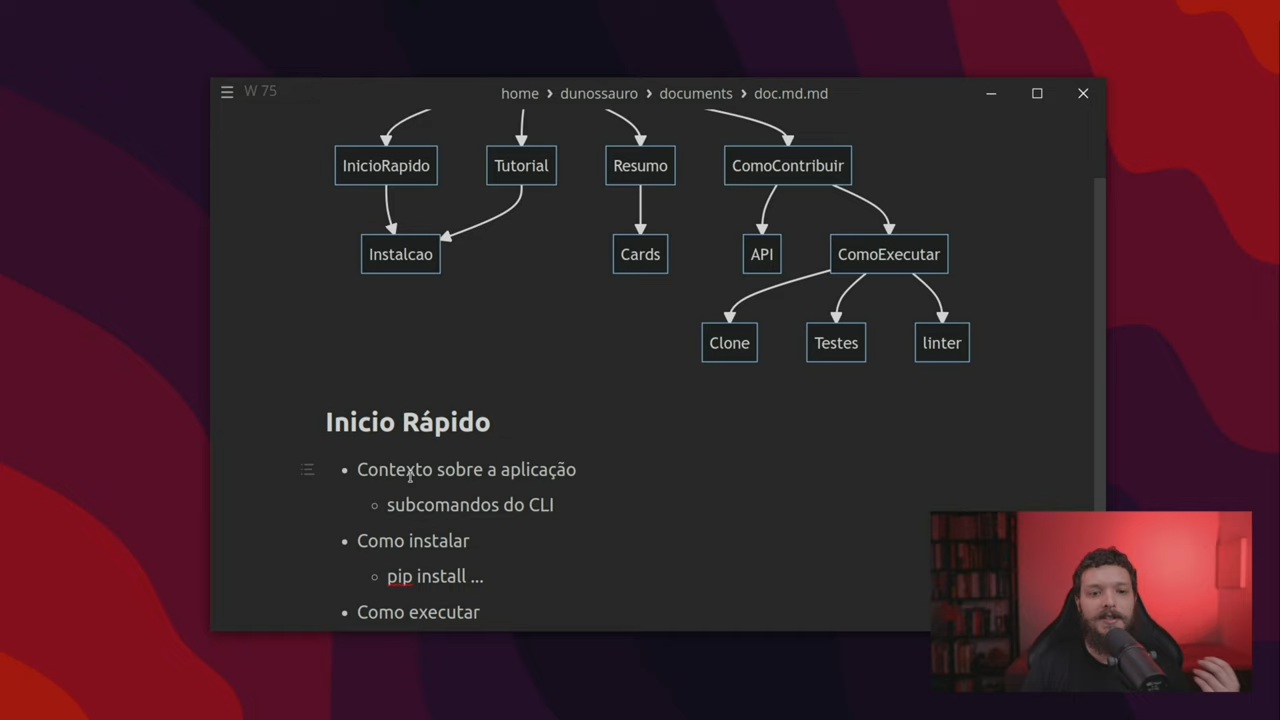 W 75
home › dunossauro › documents › doc.md.md
InicioRapido
Tutorial
Resumo
ComoContribuir
Instalcao
Cards
API
ComoExecutar
Clone
Testes
linter
Inicio Rápido
Contexto sobre a aplicação
subcomandos do CLI
Como instalar
pip install ...
Como executar